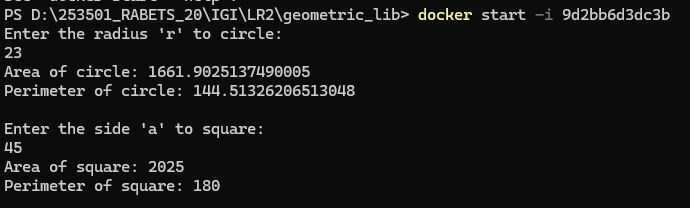 PS D:\253501_RABETS_20\IGI\LR2\geometric_lib> docker start -i 9d2bb6d3dc3b
Enter the radius 'r' to circle:
23
Area of circle: 1661.9025137490005
Perimeter of circle: 144.51326206513048
Enter the side 'a' to square:
45
Area of square: 2025
Perimeter of square: 180